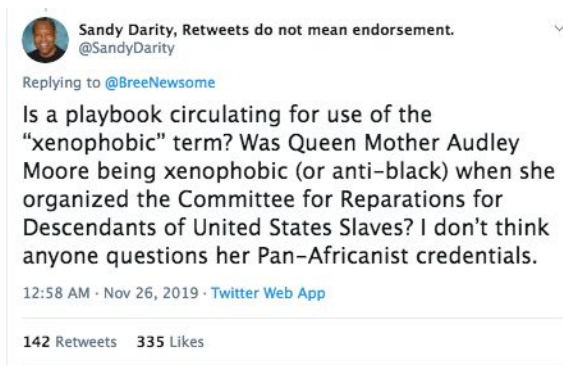 Sandy Darity, Retweets do not mean endorsement.
@SandyDarity
Replying to @BreeNewsome
Is a playbook circulating for use of the
“xenophobic” term? Was Queen Mother Audley
Moore being xenophobic (or anti-black) when she
organized the Committee for Reparations for
Descendants of United States Slaves? I don’t think
anyone questions her Pan-Africanist credentials.
12:58 AM · Nov 26, 2019 · Twitter Web App
142 Retweets 335 Likes